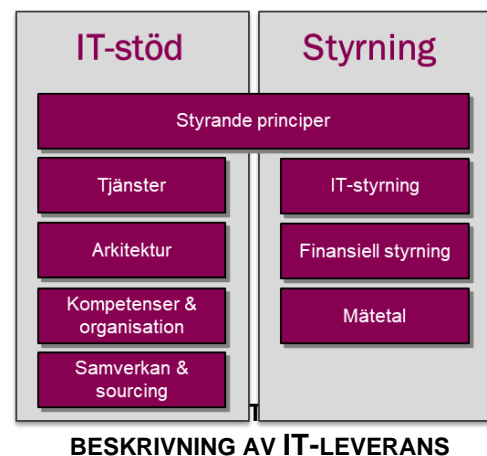 IT-stöd
Styrning
Styrande principer
Tjänster
IT-styrning
Arkitektur
Finansiell styrning
Kompetenser &
organisation
Mätetal
Samverkan &
sourcing
BESKRIVNING AV IT-LEVERANS